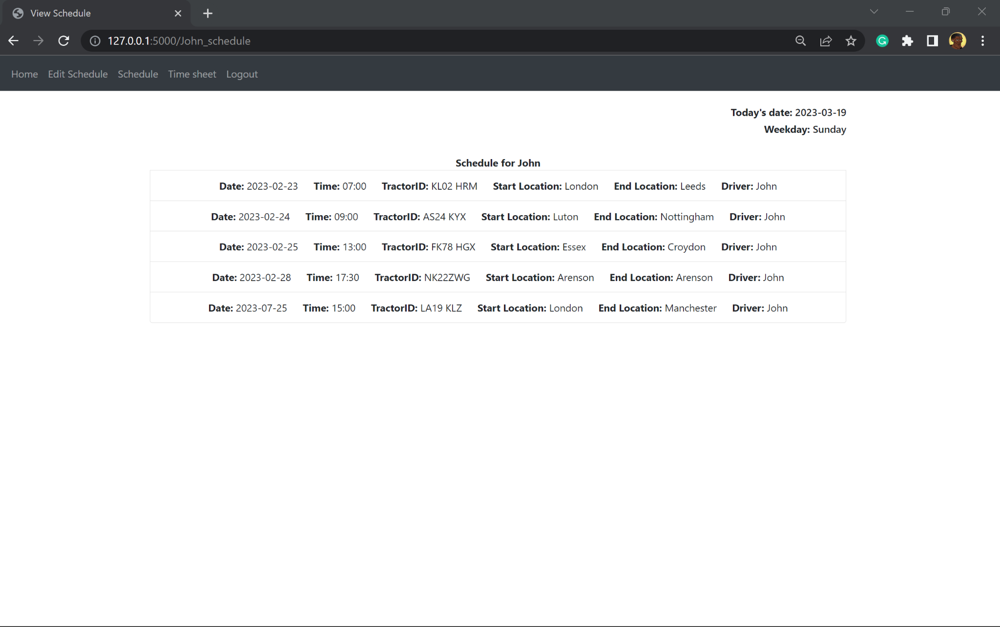 View Schedule
127.0.0.1:5000/John_schedule
Home Edit Schedule Schedule Time sheet Logout
Today's date: 2023-03-19
Weekday: Sunday
Schedule for John
Date: 2023-02-23 Time: 07:00 TractorID: KL02 HRM Start Location: London End Location: Leeds Driver: John
Date: 2023-02-24 Time: 09:00 TractorID: AS24 KYX Start Location: Luton End Location: Nottingham Driver: John
Date: 2023-02-25 Time: 13:00 TractorID: FK78 HGX Start Location: Essex End Location: Croydon Driver: John
Date: 2023-02-28 Time: 17:30 TractorID: NK22ZWG Start Location: Arenson End Location: Arenson Driver: John
Date: 2023-07-25 Time: 15:00 TractorID: LA19 KLZ Start Location: London End Location: Manchester Driver: John